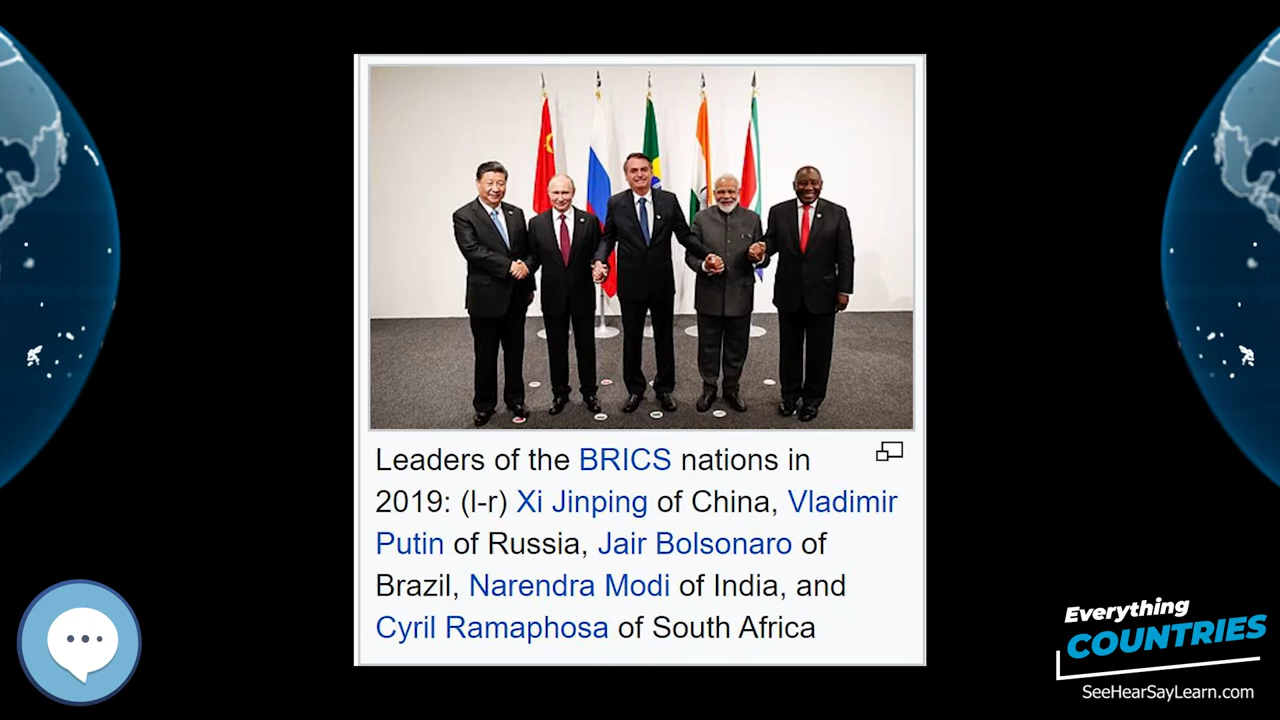 Leaders of the BRICS nations in
2019: (l-r) Xi Jinping of China, Vladimir
Putin of Russia, Jair Bolsonaro of
Brazil, Narendra Modi of India, and
Cyril Ramaphosa of South Africa
Everything
COUNTRIES
SeeHearSayLearn.com